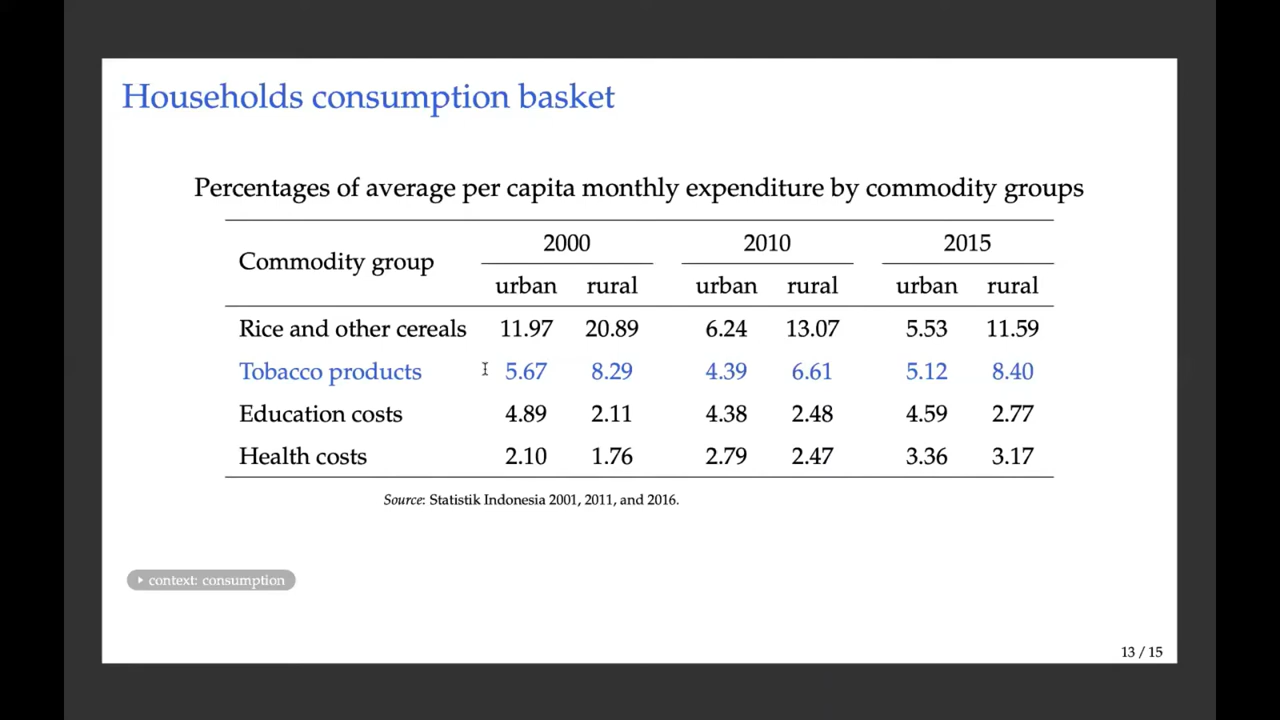 Households consumption basket
Percentages of average per capita monthly expenditure by commodity groups
Commodity group 2000 2010 2015
urban rural urban rural urban rural
Rice and other cereals 11.97 20.89 6.24 13.07 5.53 11.59
Tobacco products 5.67 8.29 4.39 6.61 5.12 8.40
Education costs 4.89 2.11 4.38 2.48 4.59 2.77
Health costs 2.10 1.76 2.79 2.47 3.36 3.17
Source: Statistik Indonesia 2001, 2011, and 2016.
context: consumption
13 / 15